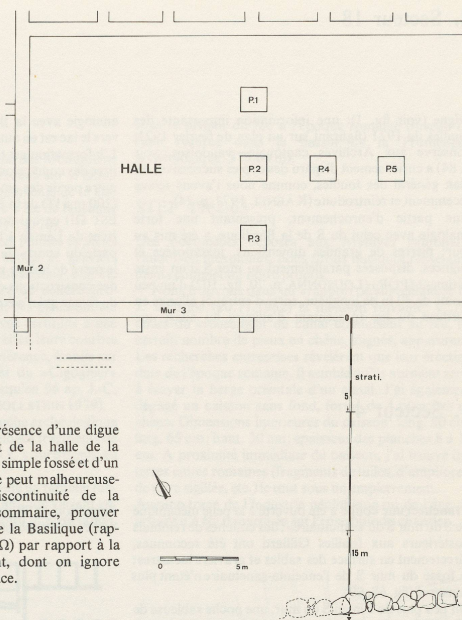 P.1
HALLE
P.2
P.4
P.5
P.3
Mur 2
Mur 3
0
strati.
5
résence d'une digue
t de la halle de la
simple fossé et d'un
e peut malheureuse-
iscontinuité de la
sommaire, prouver
e la Basilique (rap-
Ω) par rapport à la
nt, dont on ignore
ce.
0 5m
15 m